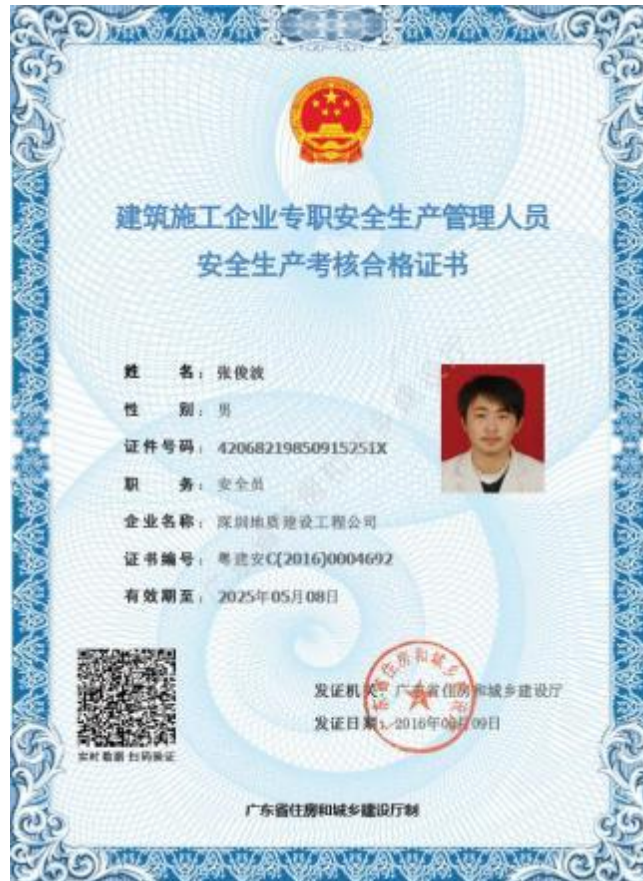 建筑施工企业专职安全生产管理人员
安全生产考核合格证书
姓 名：张俊波
性 别：男
证件号码：42068219850915251X
职 务：安全员
企业名称：深圳地质建设工程公司
证书编号：粤建安C(2016)0004692
有效期至：2025年05月08日
发证机关：广东省住房和城乡建设厅
发证日期：2016年 月09日
实时数据 扫码验证
广东省住房和城乡建设厅制